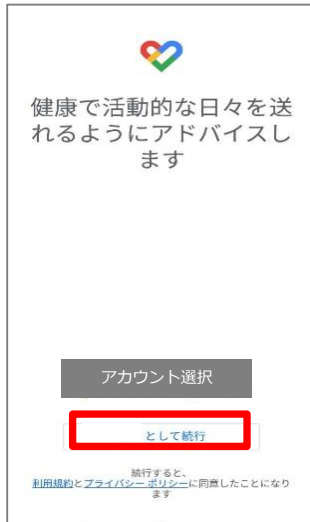 健康で活動的な日々を送
れるようにアドバイスし
ます
アカウント選択
として続行
続行すると、
利用規約とプライバシー ポリシーに同意したことになり
ます